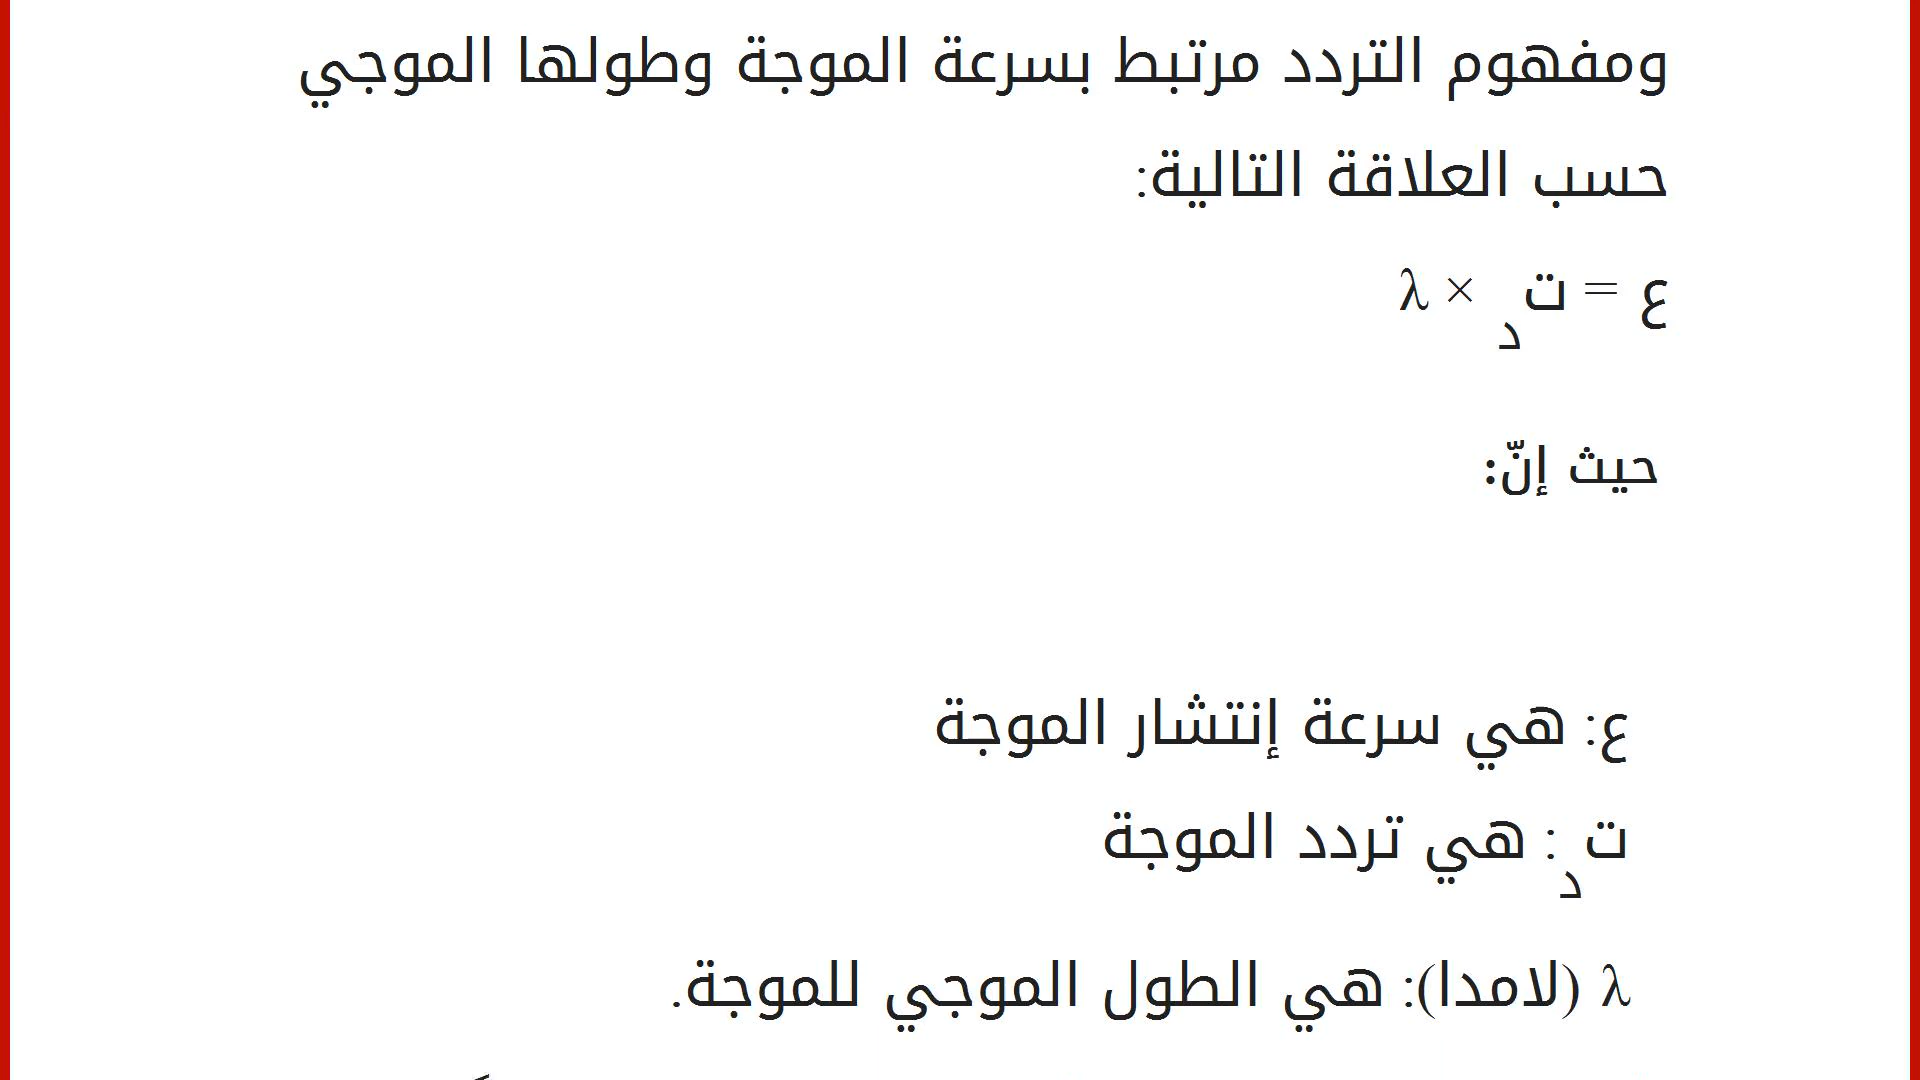 ومفهوم التردد مرتبط بسرعة الموجة وطولها الموجي
حسب العلاقة التالية:
ع = تد × λ
حيث إنّ:
ع: هي سرعة إنتشار الموجة
تد: هي تردد الموجة
λ (لامدا): هي الطول الموجي للموجة.